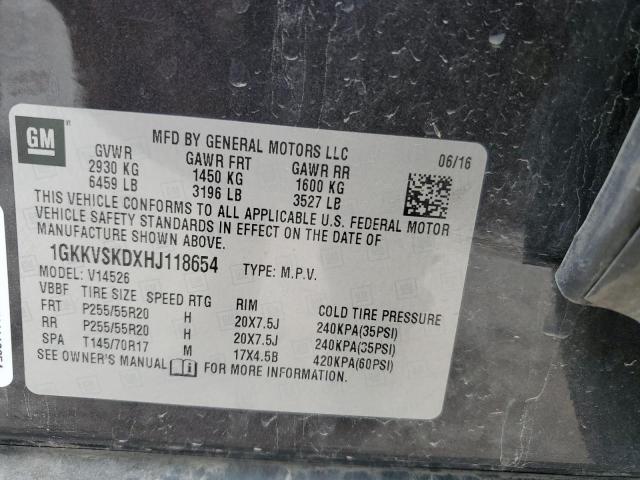 GM
MFD BY GENERAL MOTORS LLC
06/16
GVWR GAWR FRT GAWR RR
2930 KG 1450 KG 1600 KG
6459 LB 3196 LB 3527 LB
THIS VEHICLE CONFORMS TO ALL APPLICABLE U.S. FEDERAL MOTOR
VEHICLE SAFETY STANDARDS IN EFFECT ON THE DATE OF
MANUFACTURE SHOWN ABOVE.
1GKKVSKDXHJ118654 TYPE: M.P.V.
MODEL: V14526
VBBF TIRE SIZE SPEED RTG RIM COLD TIRE PRESSURE
FRT P255/55R20 H 20X7.5J 240KPA(35PSI)
RR P255/55R20 H 20X7.5J 240KPA(35PSI)
SPA T145/70R17 M 17X4.5B 420KPA(60PSI)
SEE OWNER'S MANUAL FOR MORE INFORMATION.